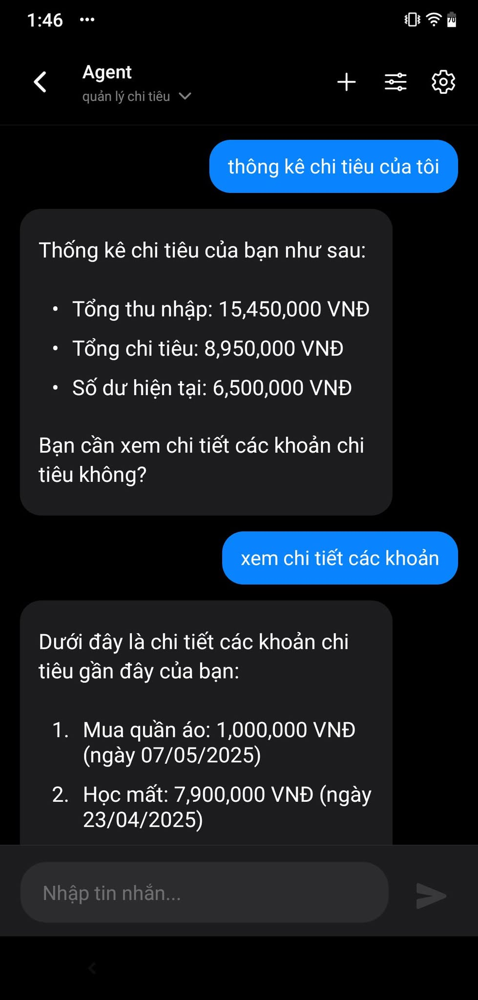 1:46 ...
70
Agent
quản lý chi tiêu
thông kê chi tiêu của tôi
Thống kê chi tiêu của bạn như sau:
• Tổng thu nhập: 15,450,000 VNĐ
• Tổng chi tiêu: 8,950,000 VNĐ
• Số dư hiện tại: 6,500,000 VNĐ
Bạn cần xem chi tiết các khoản chi
tiêu không?
xem chi tiết các khoản
Dưới đây là chi tiết các khoản chi
tiêu gần đây của bạn:
1. Mua quần áo: 1,000,000 VNĐ
(ngày 07/05/2025)
2. Học mất: 7,900,000 VNĐ (ngày
23/04/2025)
Nhập tin nhắn...